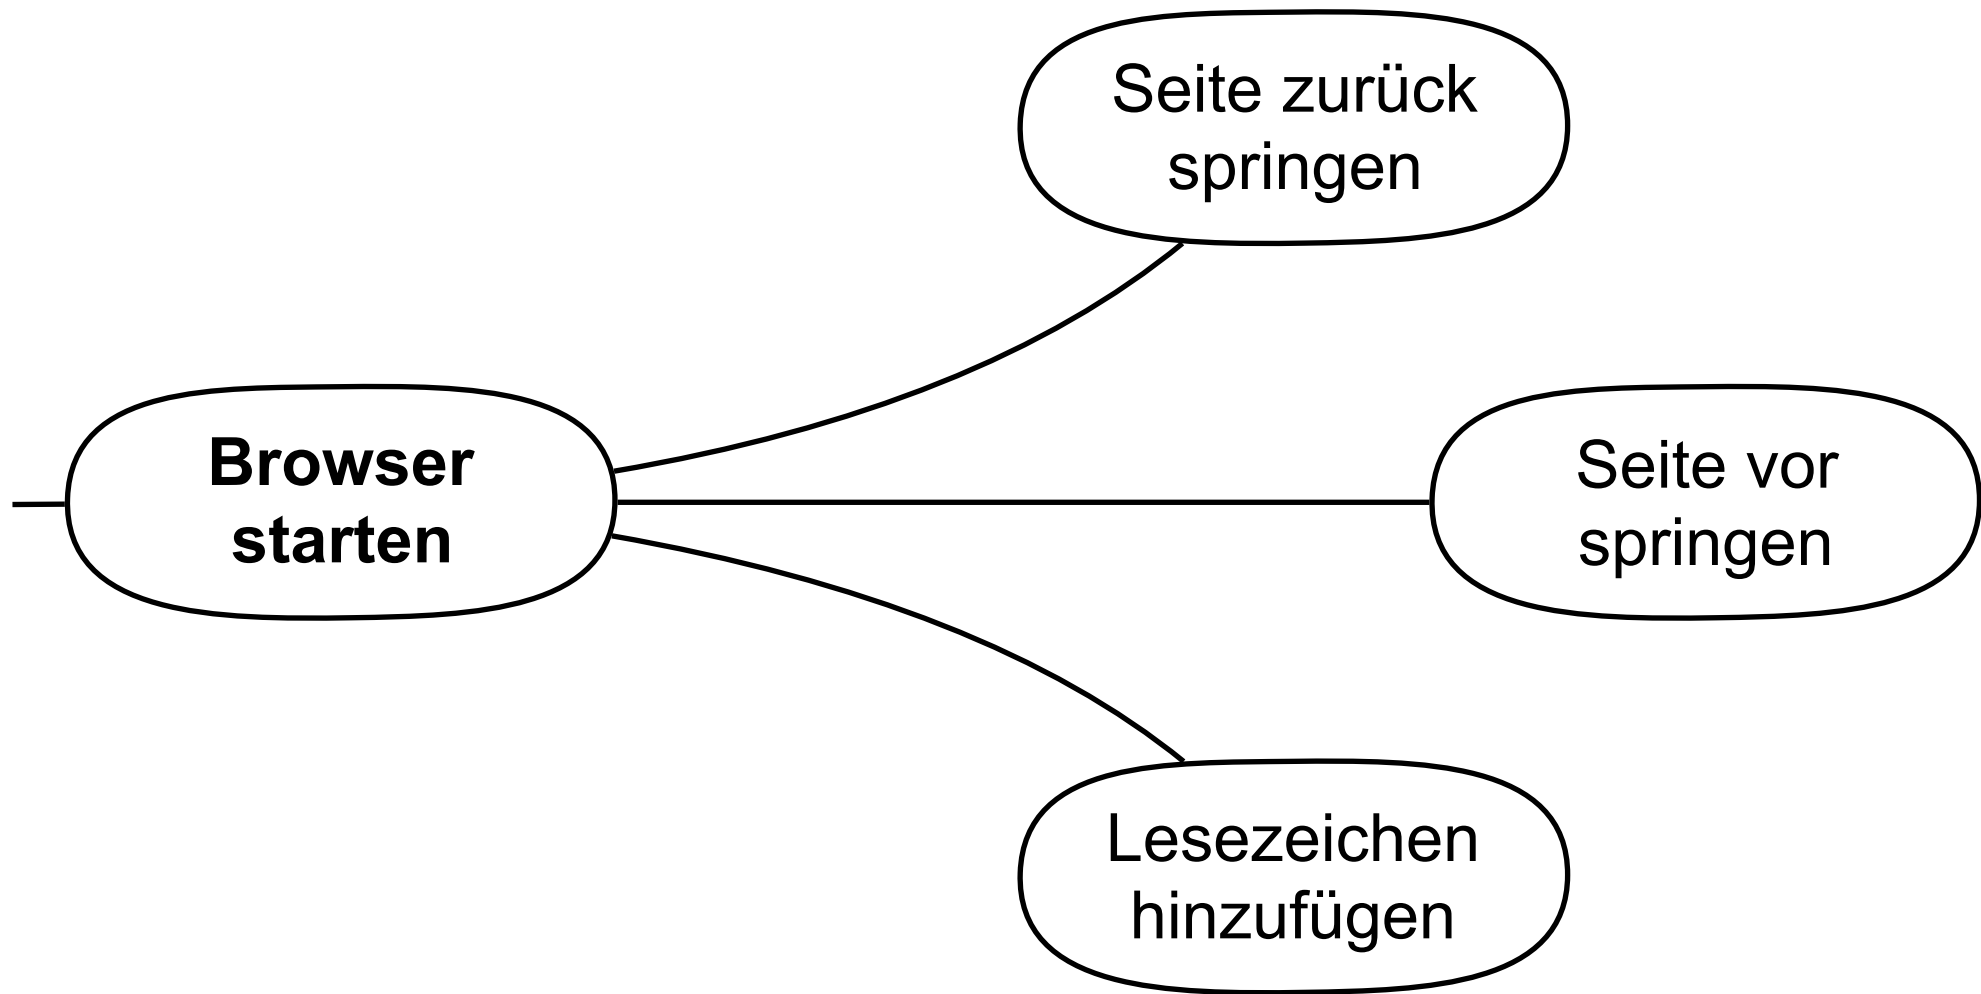 Seite zurück
springen
Browser
starten
Seite vor
springen
Lesezeichen
hinzufügen